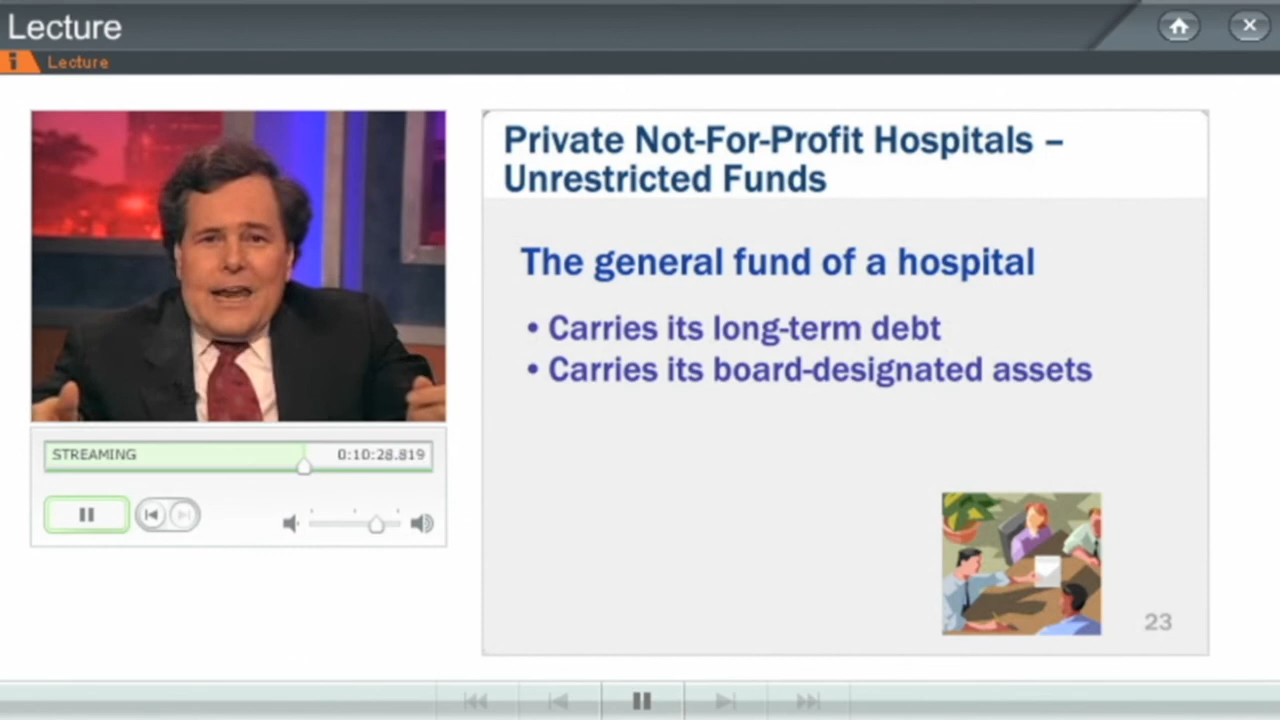 Lecture
i Lecture
Private Not-For-Profit Hospitals –
Unrestricted Funds
The general fund of a hospital
• Carries its long-term debt
• Carries its board-designated assets
STREAMING 0:10:28.819
23